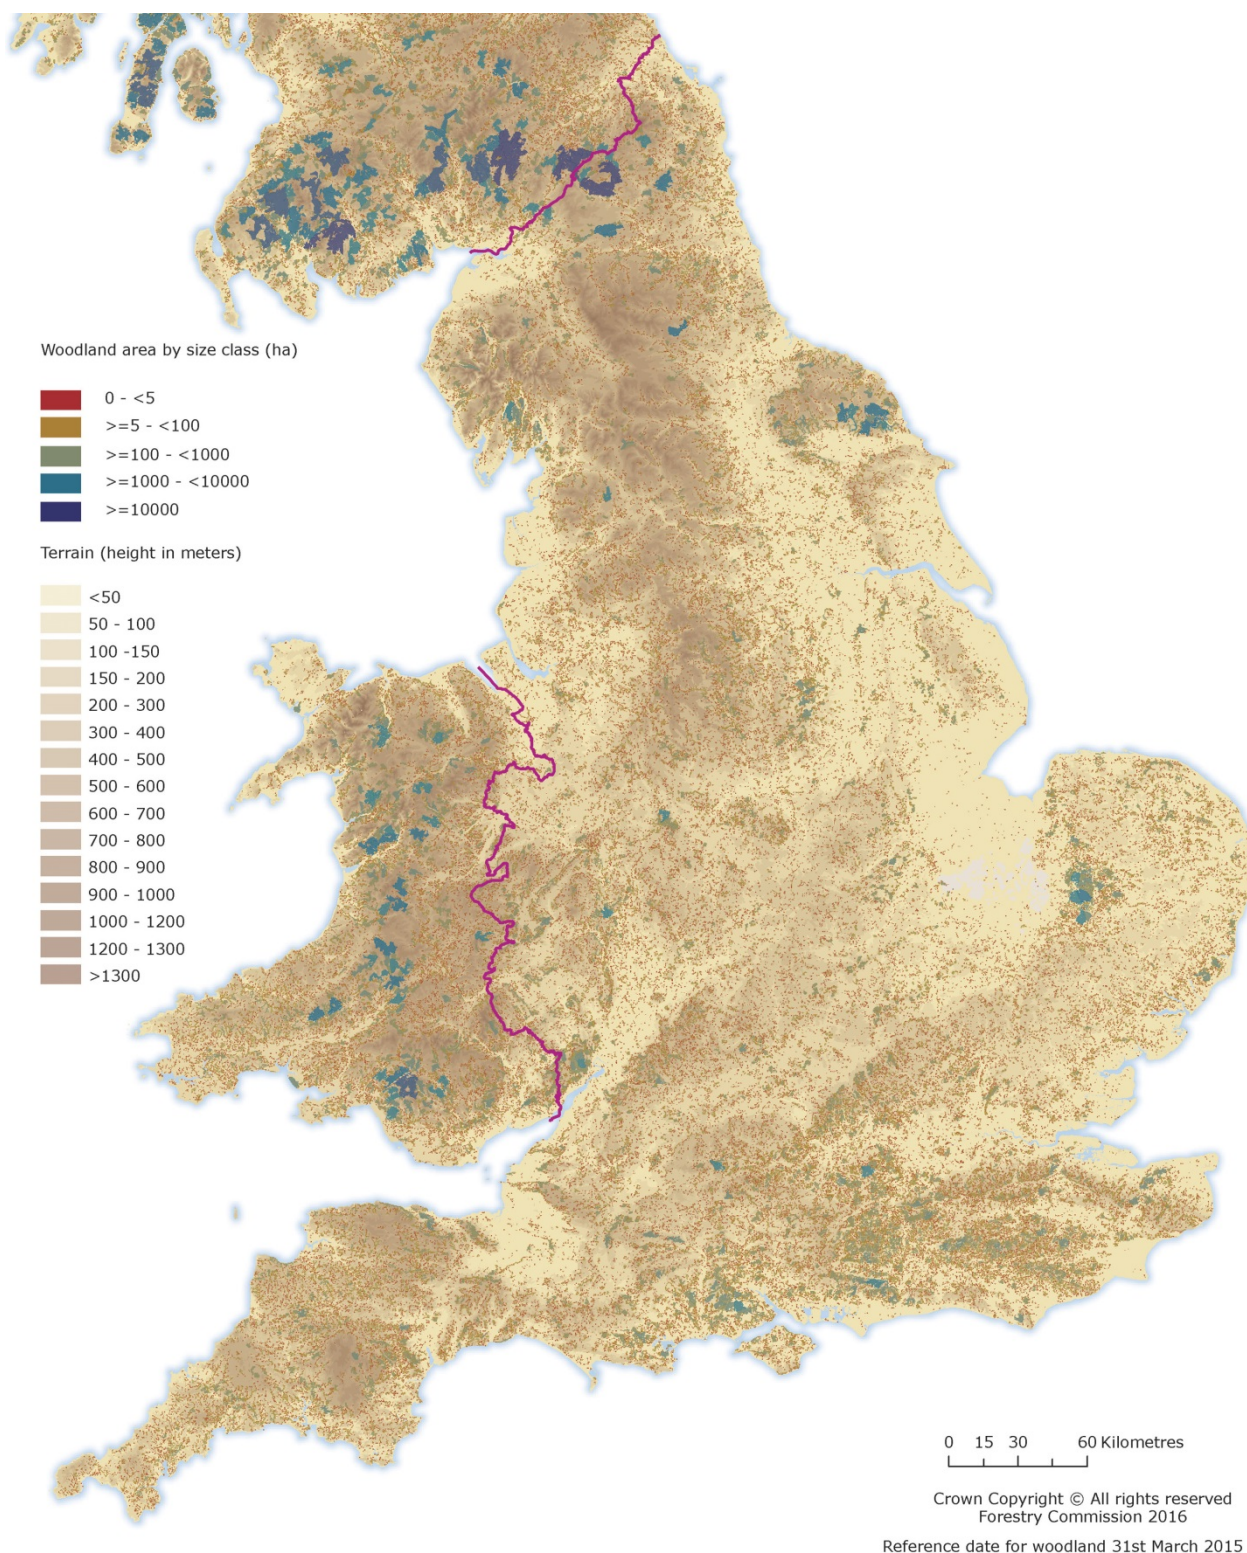 Woodland area by size class (ha)
0 - <5
>=5 - <100
>=100 - <1000
>=1000 - <10000
>=10000
Terrain (height in meters)
<50
50 - 100
100 -150
150 - 200
200 - 300
300 - 400
400 - 500
500 - 600
600 - 700
700 - 800
800 - 900
900 - 1000
1000 - 1200
1200 - 1300
>1300
0 15 30 60 Kilometres
Crown Copyright © All rights reserved
Forestry Commission 2016
Reference date for woodland 31st March 2015